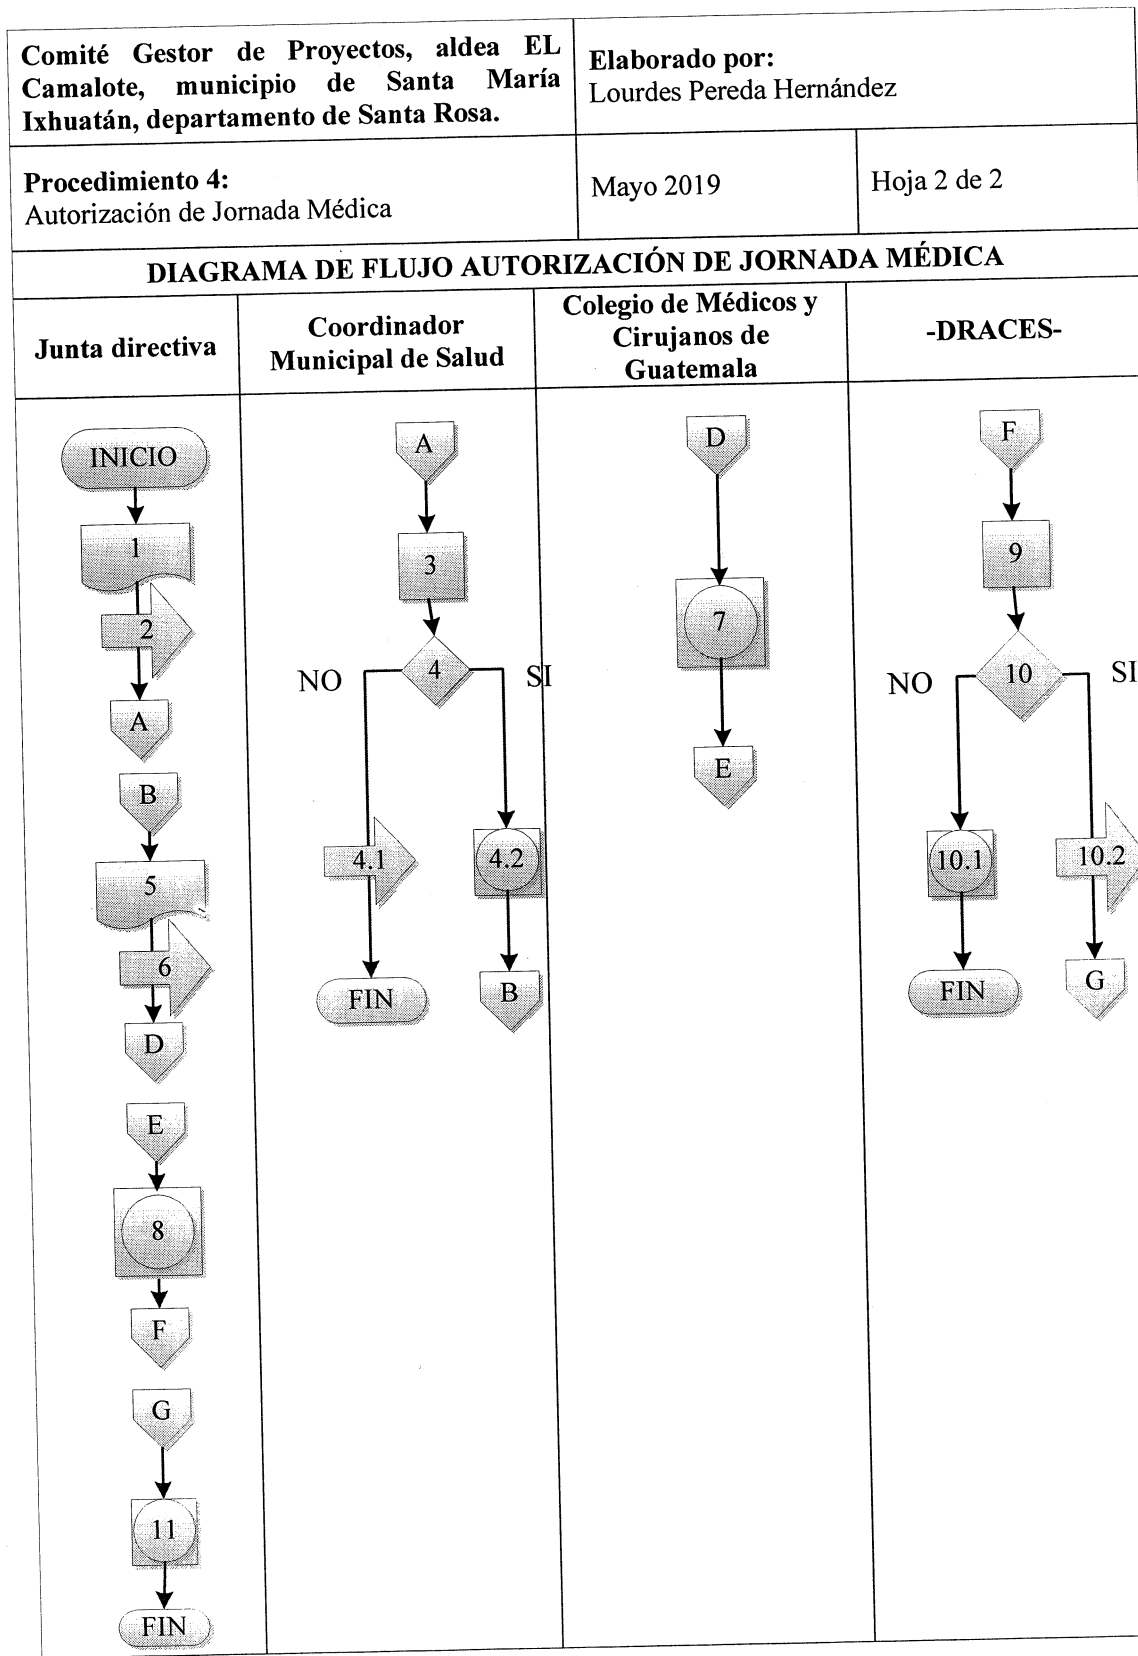 Comité Gestor de Proyectos, aldea EL
Camalote, municipio de Santa María
Ixhuatán, departamento de Santa Rosa.
Elaborado por:
Lourdes Pereda Hernández
Procedimiento 4:
Autorización de Jornada Médica
Mayo 2019
Hoja 2 de 2
DIAGRAMA DE FLUJO AUTORIZACIÓN DE JORNADA MÉDICA
Junta directiva
Coordinador
Municipal de Salud
Colegio de Médicos y
Cirujanos de
Guatemala
-DRACES-
INICIO
1
2
A
B
5
6
D
E
8
F
G
11
FIN
A
3
4
NO
SI
4.1
4.2
FIN
B
D
7
E
F
9
10
NO
SI
10.1
10.2
FIN
G